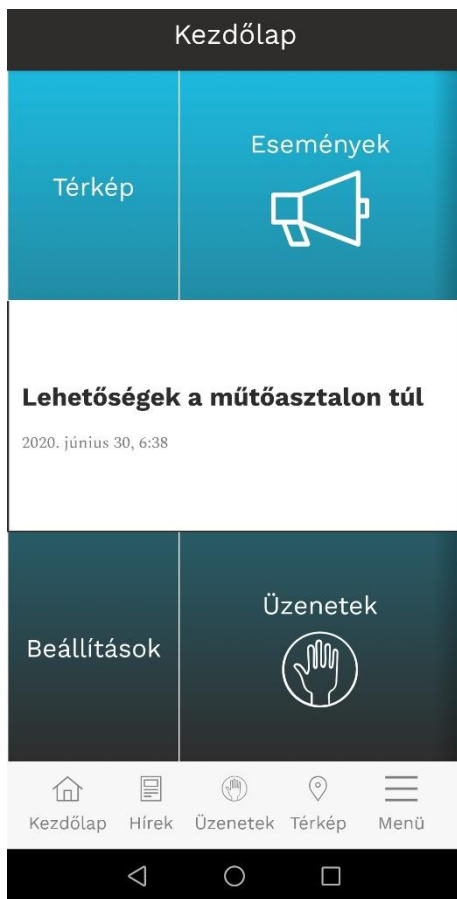 Kezdőlap
Térkép
Események
Lehetőségek a műtőasztalon túl
2020. június 30, 6:38
Beállítások
Üzenetek
Kezdőlap
Hírek
Üzenetek
Térkép
Menü